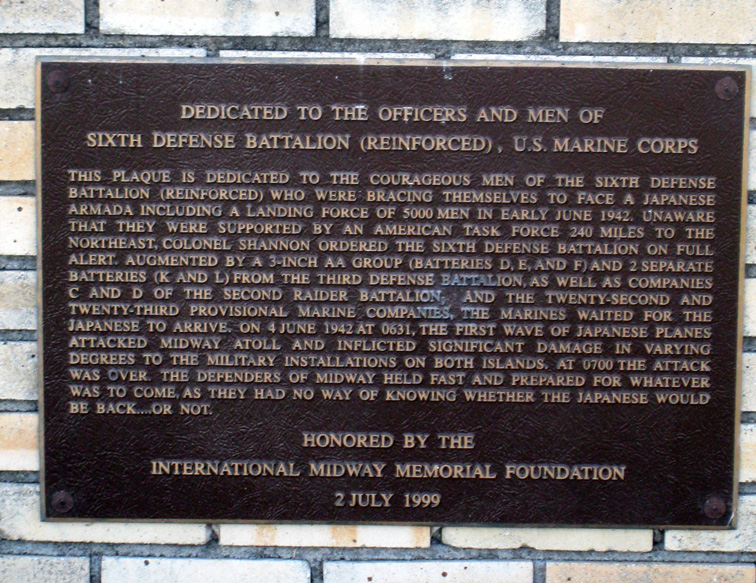 DEDICATED TO THE OFFICERS AND MEN OF
SIXTH DEFENSE BATTALION (REINFORCED), U.S. MARINE CORPS
THIS PLAQUE IS DEDICATED TO THE COURAGEOUS MEN OF THE SIXTH DEFENSE
BATTALION (REINFORCED) WHO WERE BRACING THEMSELVES TO FACE A JAPANESE
ARMADA INCLUDING A LANDING FORCE OF 5000 MEN IN EARLY JUNE 1942. UNAWARE
THAT THEY WERE SUPPORTED BY AN AMERICAN TASK FORCE 240 MILES TO THE
NORTHEAST, COLONEL SHANNON ORDERED THE SIXTH DEFENSE BATTALION ON FULL
ALERT. AUGMENTED BY A 3-INCH AA GROUP (BATTERIES D, E, AND F) AND 2 SEPARATE
BATTERIES (K AND L) FROM THE THIRD DEFENSE BATTALION, AS WELL AS COMPANIES
C AND D OF THE SECOND RAIDER BATTALION, AND THE TWENTY-SECOND AND
TWENTY-THIRD PROVISIONAL MARINE COMPANIES, THE MARINES WAITED FOR THE
JAPANESE TO ARRIVE. ON 4 JUNE 1942 AT 0631, THE FIRST WAVE OF JAPANESE PLANES
ATTACKED MIDWAY ATOLL AND INFLICTED SIGNIFICANT DAMAGE IN VARYING
DEGREES TO THE MILITARY INSTALLATIONS ON BOTH ISLANDS. AT 0700 THE ATTACK
WAS OVER. THE DEFENDERS OF MIDWAY HELD FAST AND PREPARED FOR WHATEVER
WAS TO COME, AS THEY HAD NO WAY OF KNOWING WHETHER THE JAPANESE WOULD
BE BACK....OR NOT.
HONORED BY THE
INTERNATIONAL MIDWAY MEMORIAL FOUNDATION
2 JULY 1999